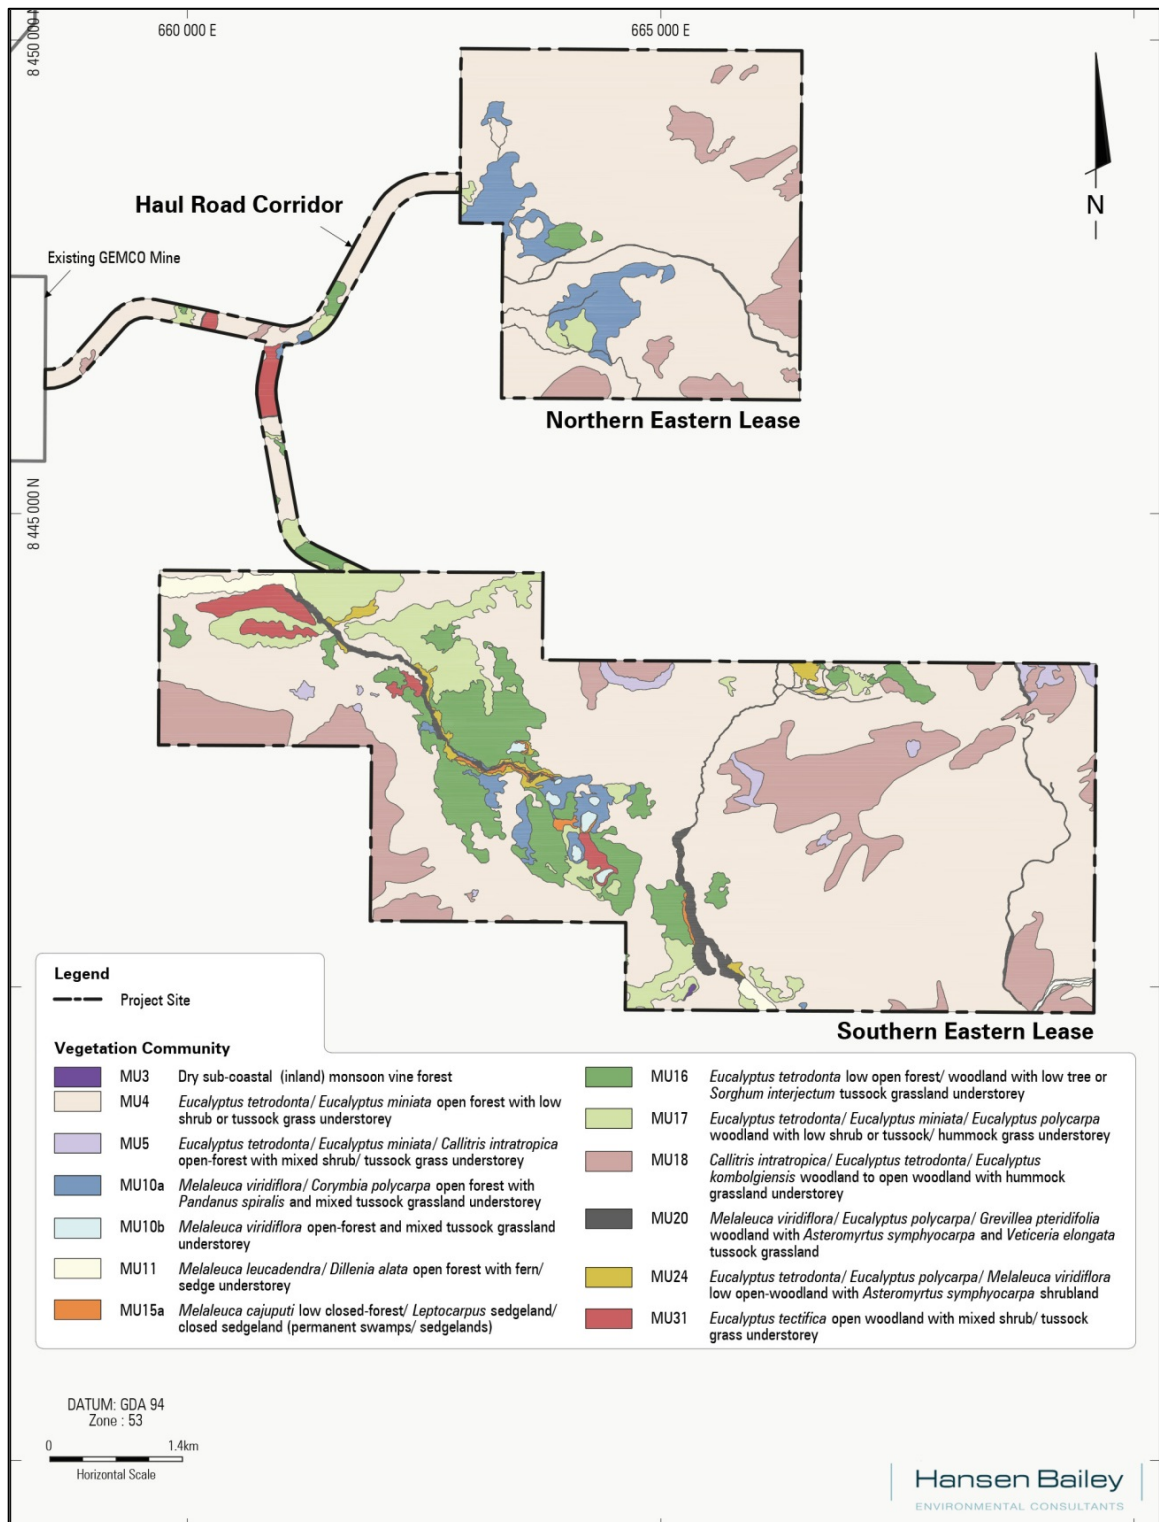 660 000 E
665 000 E
8 450 000 N
N
Haul Road Corridor
Existing GEMCO Mine
Northern Eastern Lease
8 445 000 N
Southern Eastern Lease
Legend
Project Site
Vegetation Community
MU3 Dry sub-coastal (inland) monsoon vine forest
MU4 Eucalyptus tetrodonta/ Eucalyptus miniata open forest with low
shrub or tussock grass understorey
MU5 Eucalyptus tetrodonta/ Eucalyptus miniata/ Callitris intratropica
open-forest with mixed shrub/ tussock grass understorey
MU10a Melaleuca viridiflora/ Corymbia polycarpa open forest with
Pandanus spiralis and mixed tussock grassland understorey
MU10b Melaleuca viridiflora open-forest and mixed tussock grassland
understorey
MU11 Melaleuca leucadendra/ Dillenia alata open forest with fern/
sedge understorey
MU15a Melaleuca cajuputi low closed-forest/ Leptocarpus sedgeland/
closed sedgeland (permanent swamps/ sedgelands)
MU16 Eucalyptus tetrodonta low open forest/ woodland with low tree or
Sorghum interjectum tussock grassland understorey
MU17 Eucalyptus tetrodonta/ Eucalyptus miniata/ Eucalyptus polycarpa
woodland with low shrub or tussock/ hummock grass understorey
MU18 Callitris intratropica/ Eucalyptus tetrodonta/ Eucalyptus
kombolgiensis woodland to open woodland with hummock
grassland understorey
MU20 Melaleuca viridiflora/ Eucalyptus polycarpa/ Grevillea pteridifolia
woodland with Asteromyrtus symphyocarpa and Veticeria elongata
tussock grassland
MU24 Eucalyptus tetrodonta/ Eucalyptus polycarpa/ Melaleuca viridiflora
low open-woodland with Asteromyrtus symphyocarpa shrubland
MU31 Eucalyptus tectifica open woodland with mixed shrub/ tussock
grass understorey
DATUM: GDA 94
Zone : 53
0 1.4km
Horizontal Scale
Hansen Bailey
ENVIRONMENTAL CONSULTANTS